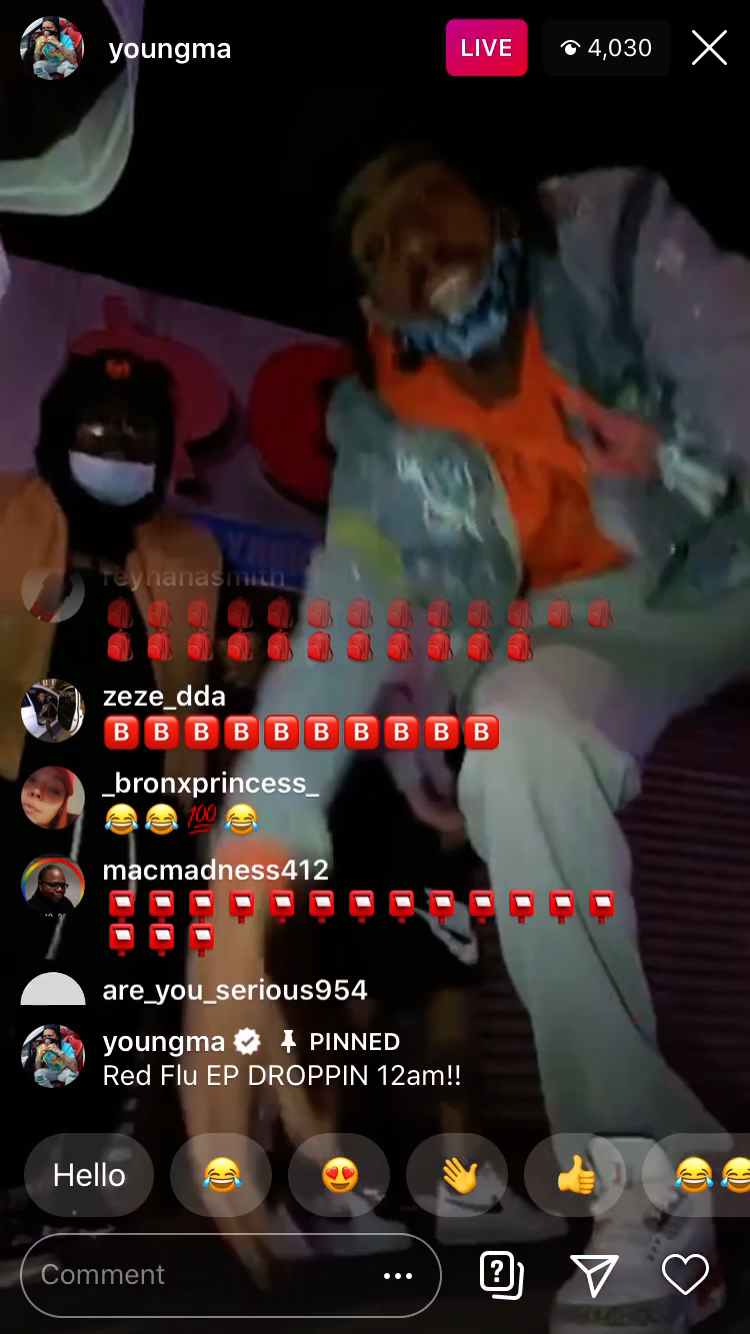 youngma
LIVE
4,030
reyhanasmith
🎒🎒🎒🎒🎒🎒🎒🎒🎒🎒🎒🎒🎒
🎒🎒🎒🎒🎒🎒🎒🎒🎒🎒🎒
zeze_dda
🅱️🅱️🅱️🅱️🅱️🅱️🅱️🅱️🅱️🅱️
_bronxprincess_
😂😂💯😂
macmadness412
📮📮📮📮📮📮📮📮📮📮📮📮📮
📮📮📮
are_you_serious954
youngma PINNED
Red Flu EP DROPPIN 12am!!
Hello 😂 😍 👋 👍 😂😂
Comment